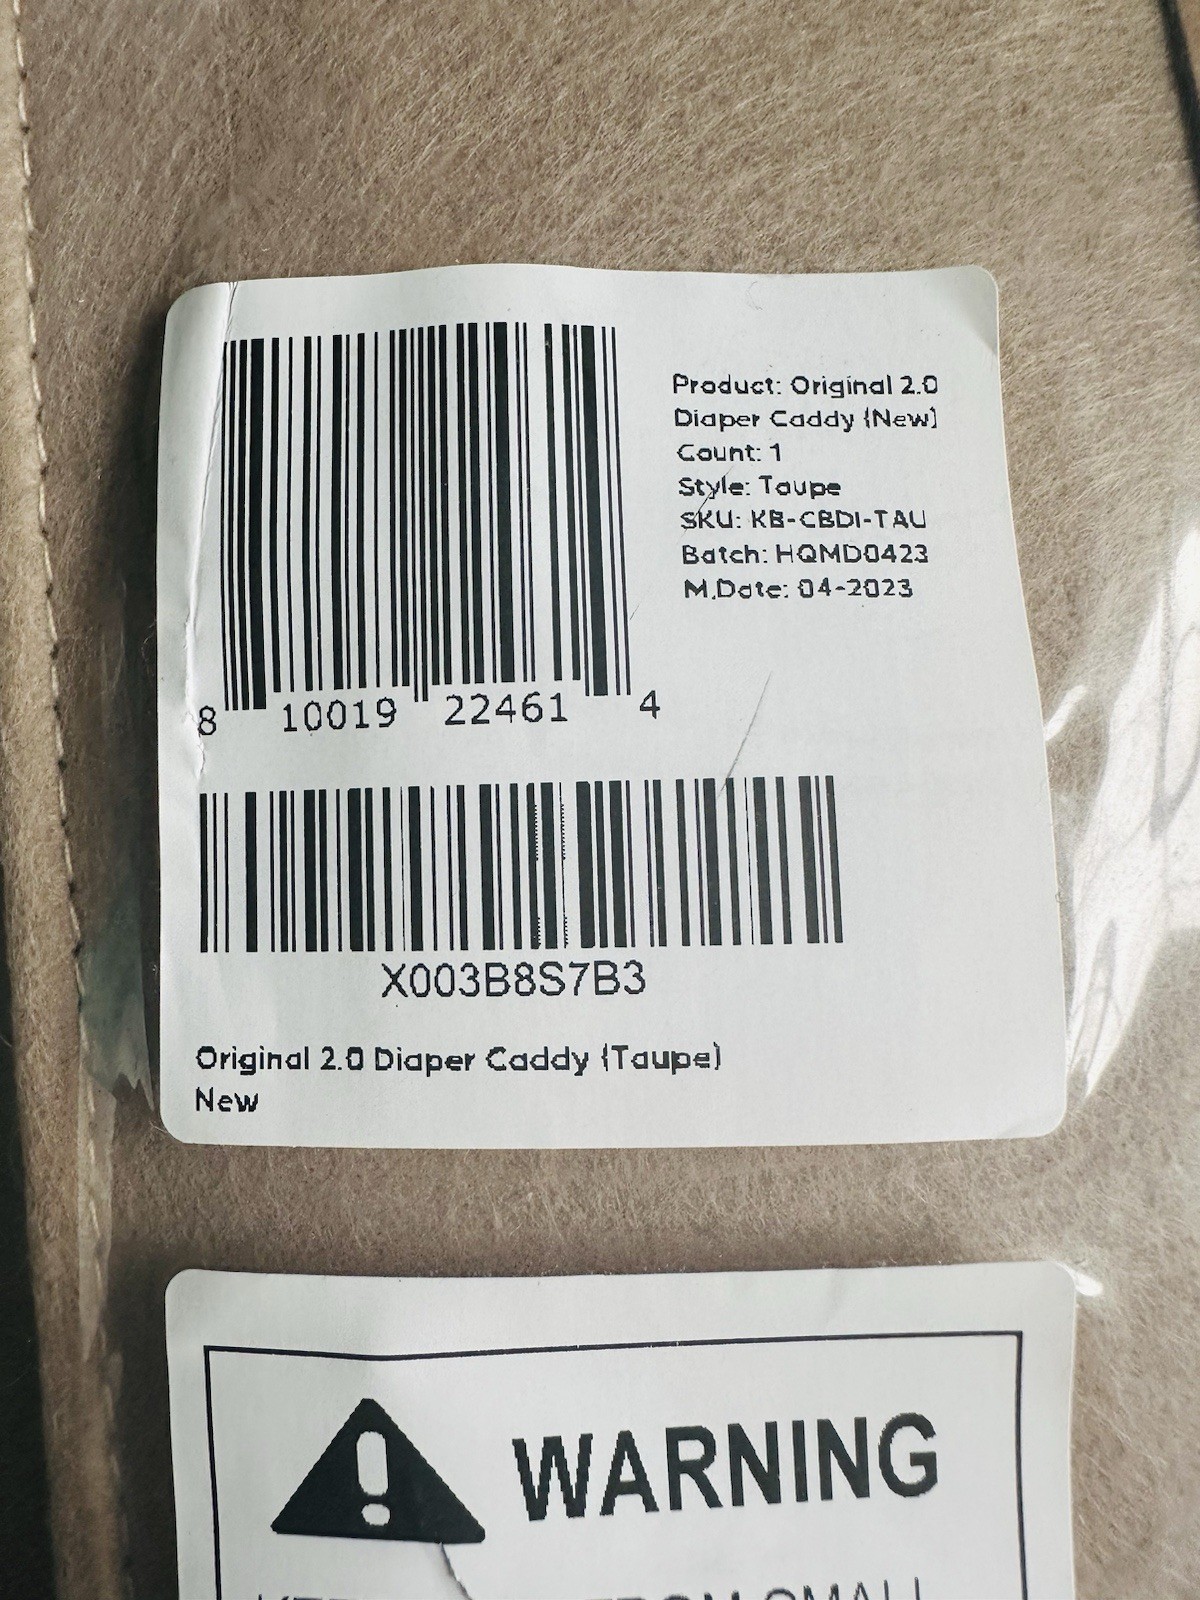 Product: Original 2.0
Diaper Caddy (New)
Count: 1
Style: Taupe
SKU: KB-CBDI-TAU
Batch: HQMD0423
M.Date: 04-2023
8 10019 22461 4
X003B8S7B3
Original 2.0 Diaper Caddy (Taupe)
New
WARNING